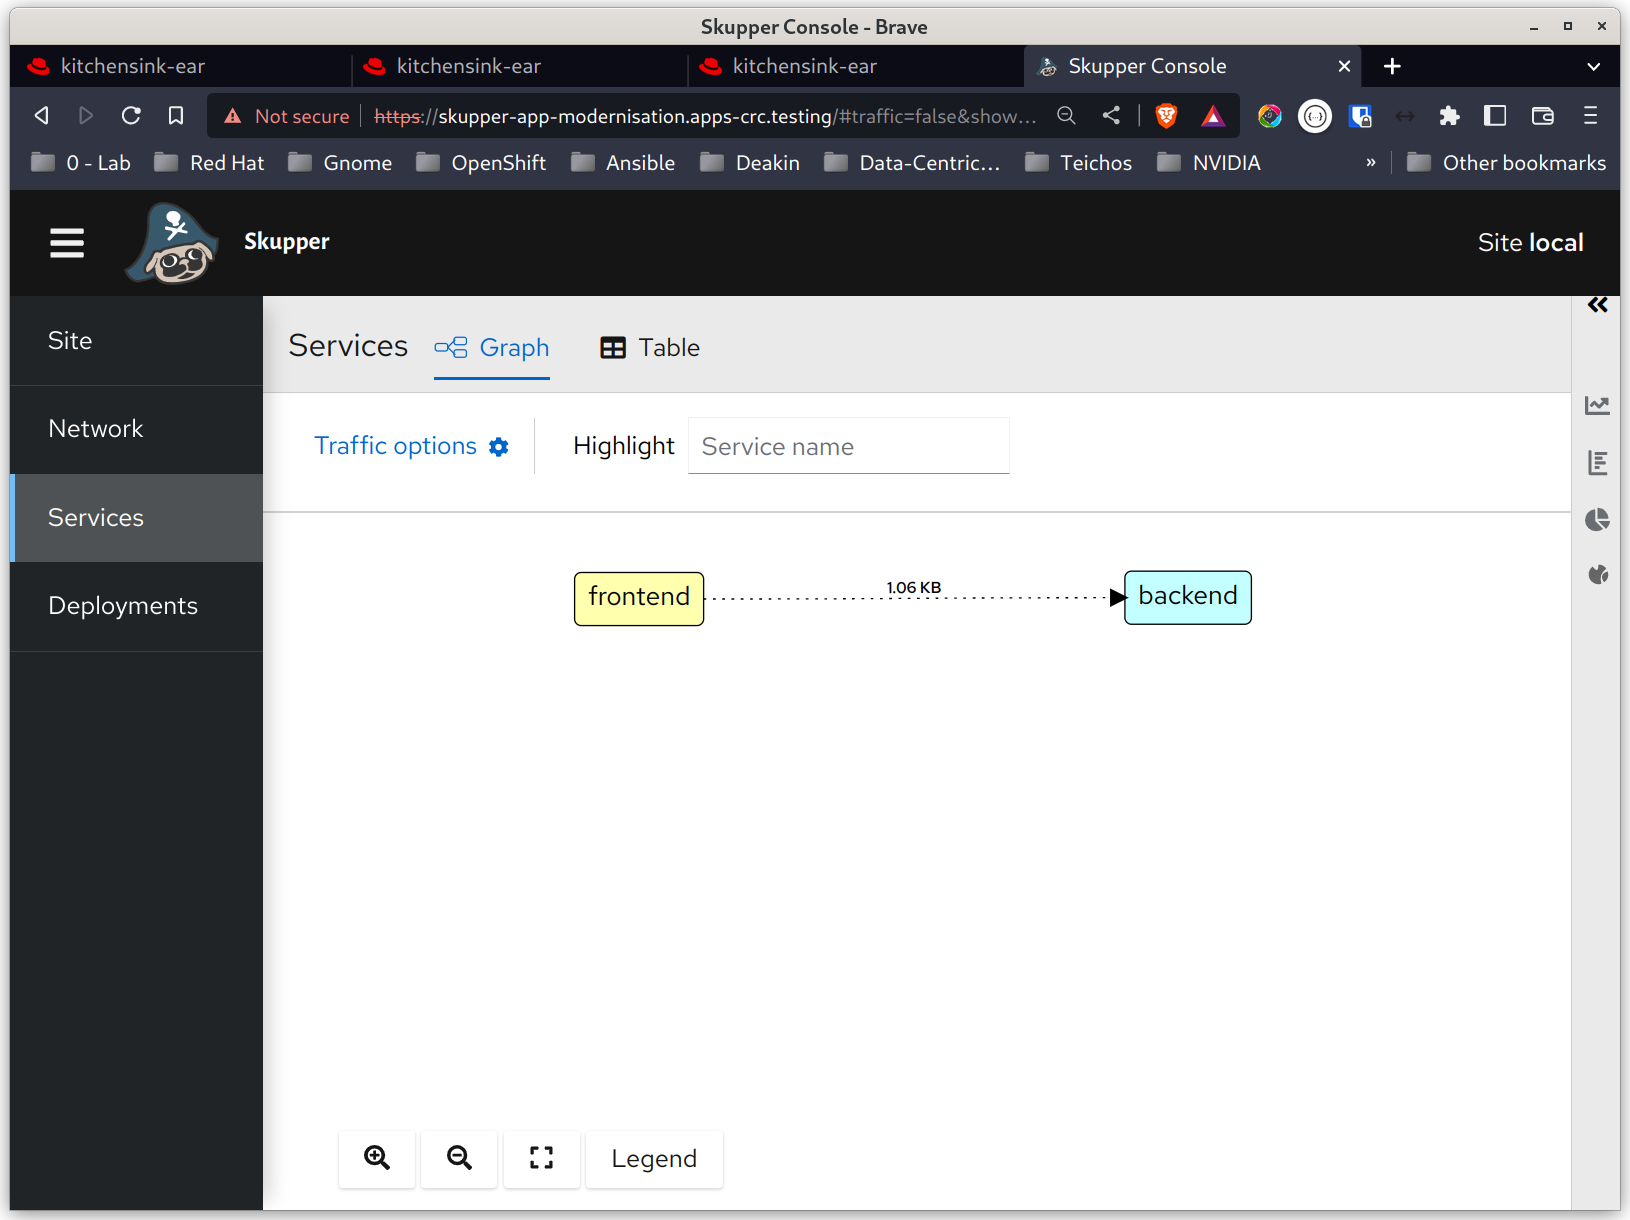 Skupper Console - Brave
kitchensink-ear kitchensink-ear kitchensink-ear Skupper Console
Not secure https://skupper-app-modernisation.apps-crc.testing/#traffic=false&show...
0 - Lab Red Hat Gnome OpenShift Ansible Deakin Data-Centric... Teichos NVIDIA » Other bookmarks
Skupper Site local
Site
Network
Services
Deployments
Services Graph Table
Traffic options Highlight Service name
frontend 1.06 KB backend
Legend